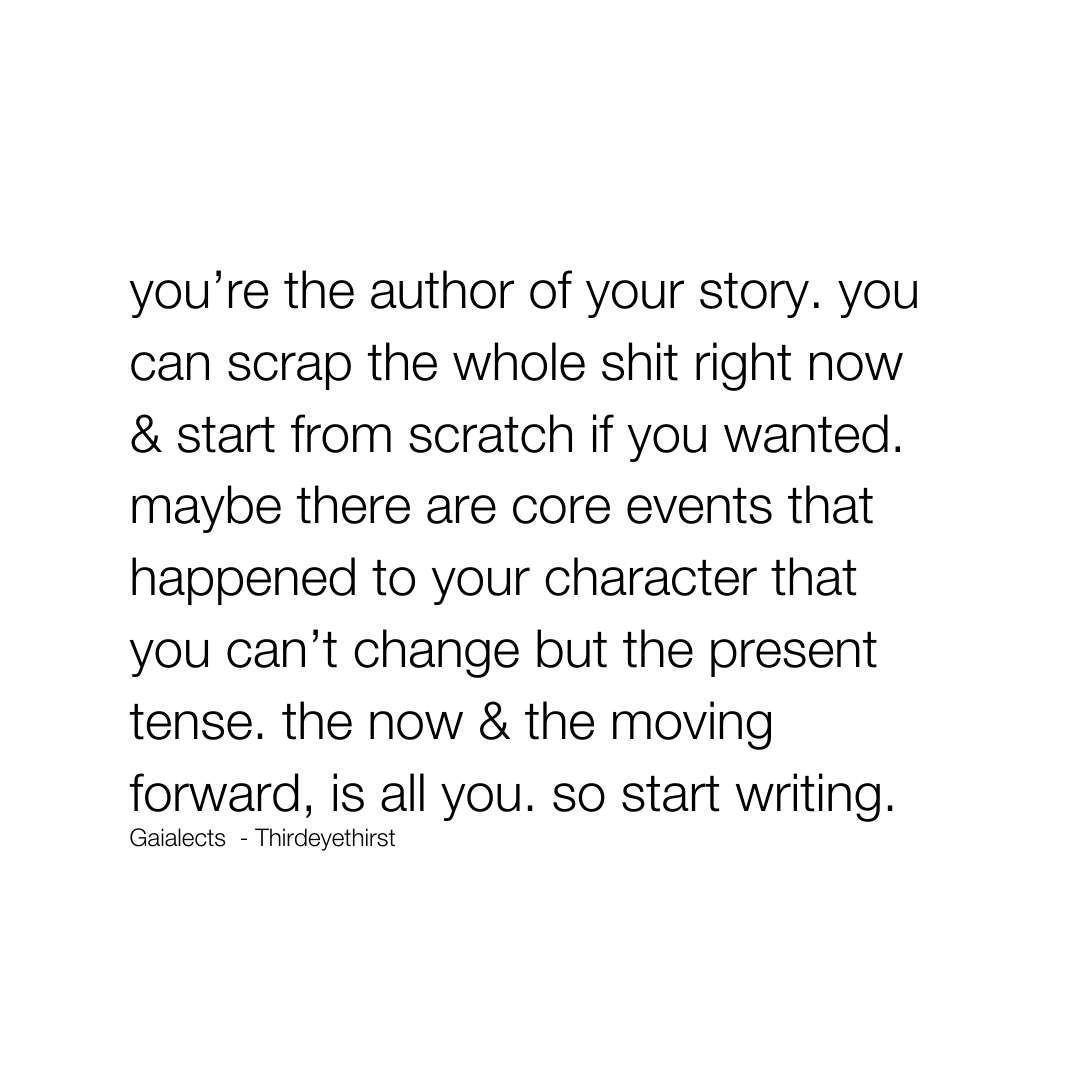 you’re the author of your story. you
can scrap the whole shit right now
& start from scratch if you wanted.
maybe there are core events that
happened to your character that
you can’t change but the present
tense. the now & the moving
forward, is all you. so start writing.
Gaialects  - Thirdeyethirst